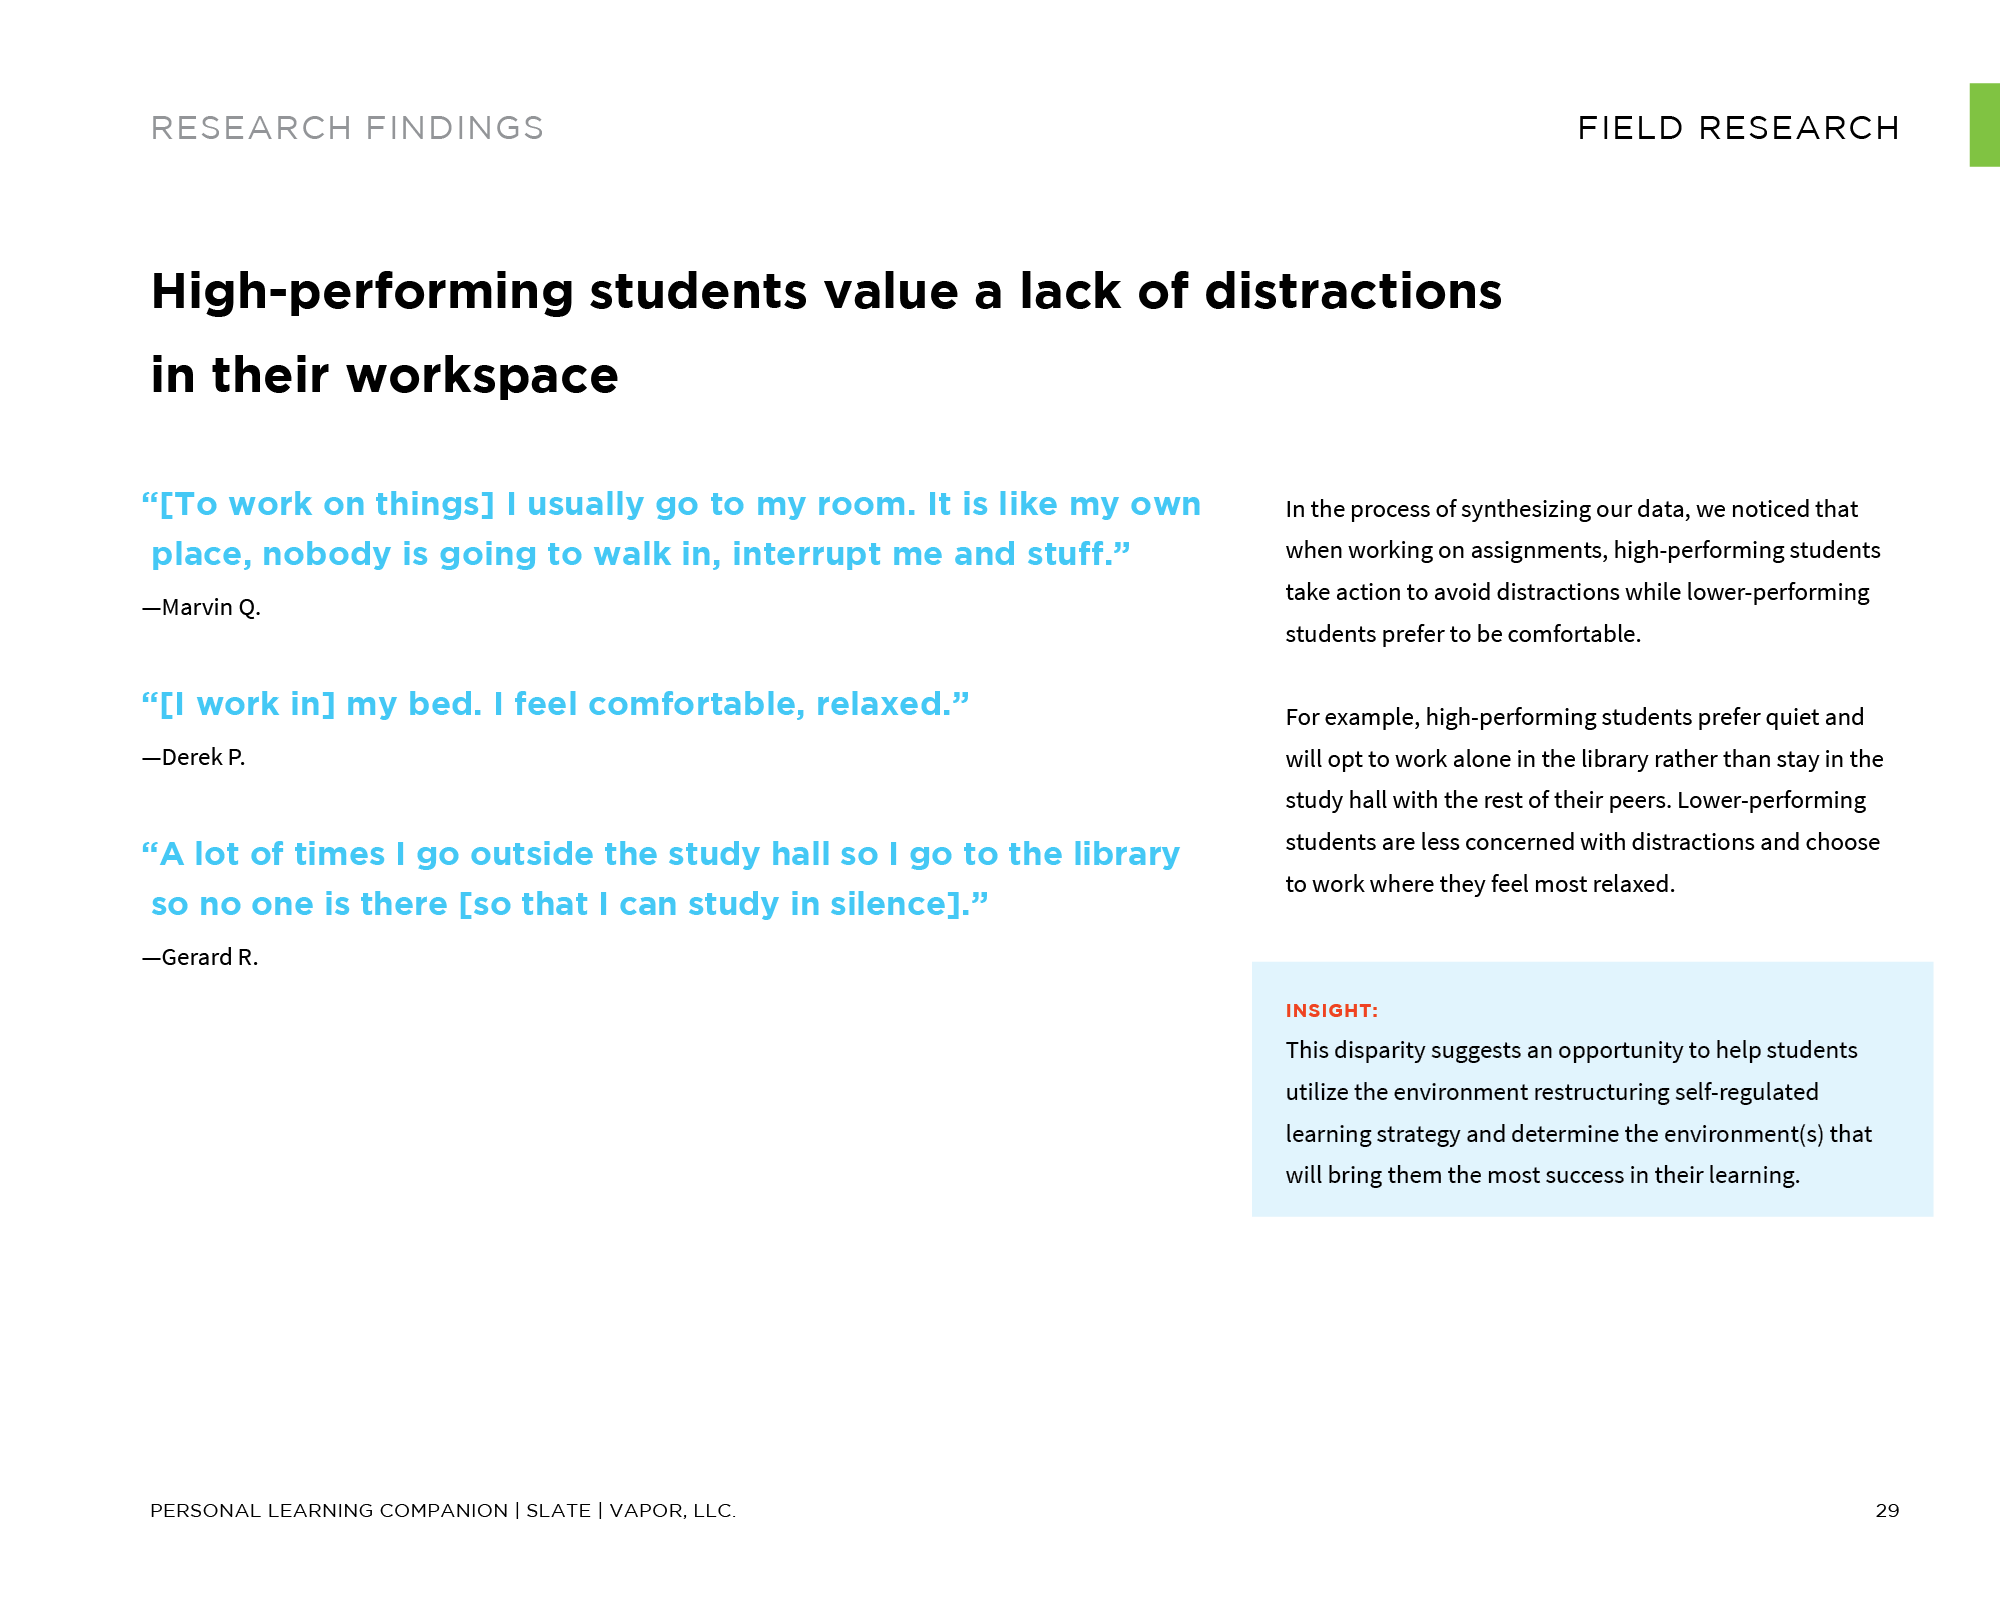 RESEARCH FINDINGS
FIELD RESEARCH
High-performing students value a lack of distractions
in their workspace
“[To work on things] I usually go to my room. It is like my own
place, nobody is going to walk in, interrupt me and stuff.”
—Marvin Q.
“[I work in] my bed. I feel comfortable, relaxed.”
—Derek P.
“A lot of times I go outside the study hall so I go to the library
so no one is there [so that I can study in silence].”
—Gerard R.
In the process of synthesizing our data, we noticed that
when working on assignments, high-performing students
take action to avoid distractions while lower-performing
students prefer to be comfortable.
For example, high-performing students prefer quiet and
will opt to work alone in the library rather than stay in the
study hall with the rest of their peers. Lower-performing
students are less concerned with distractions and choose
to work where they feel most relaxed.
INSIGHT:
This disparity suggests an opportunity to help students
utilize the environment restructuring self-regulated
learning strategy and determine the environment(s) that
will bring them the most success in their learning.
PERSONAL LEARNING COMPANION | SLATE | VAPOR, LLC.
29